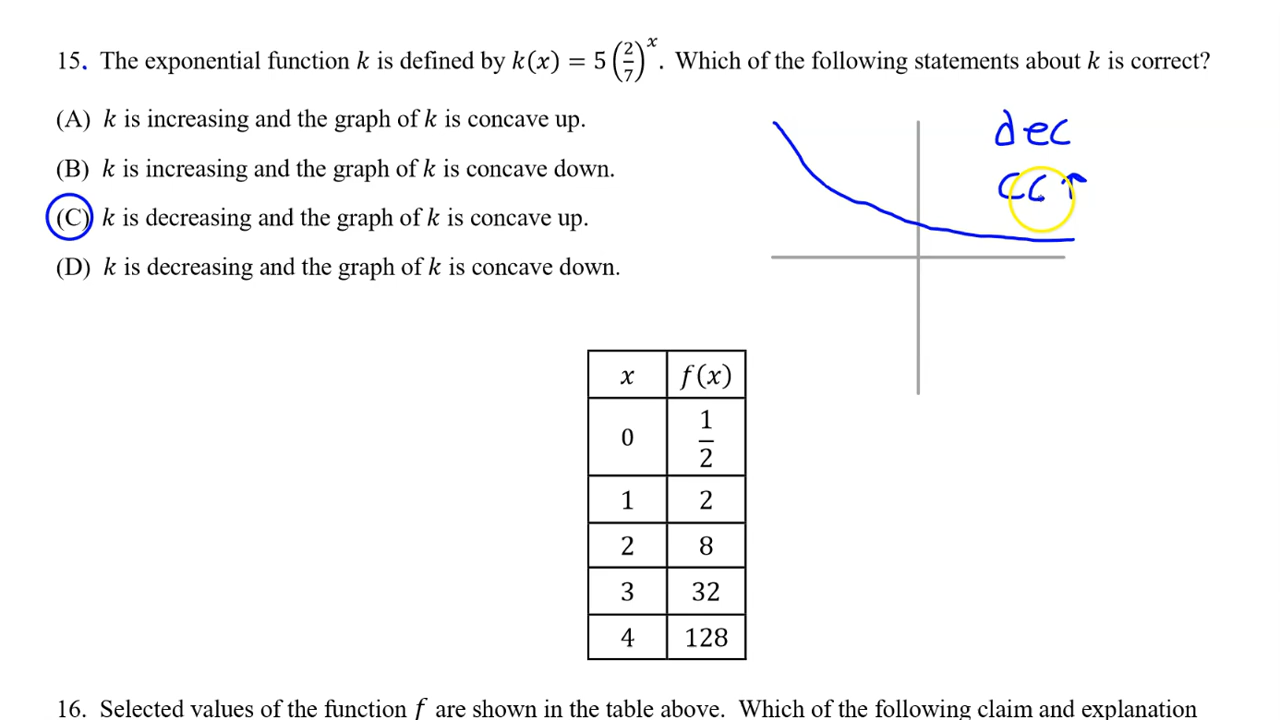 15. The exponential function k is defined by k(x) = 5 (2/7)^x. Which of the following statements about k is correct?
(A) k is increasing and the graph of k is concave up.
(B) k is increasing and the graph of k is concave down.
(C) k is decreasing and the graph of k is concave up.
(D) k is decreasing and the graph of k is concave down.
dec
CC↑
x f(x)
0 1/2
1 2
2 8
3 32
4 128
16. Selected values of the function f are shown in the table above. Which of the following claim and explanation